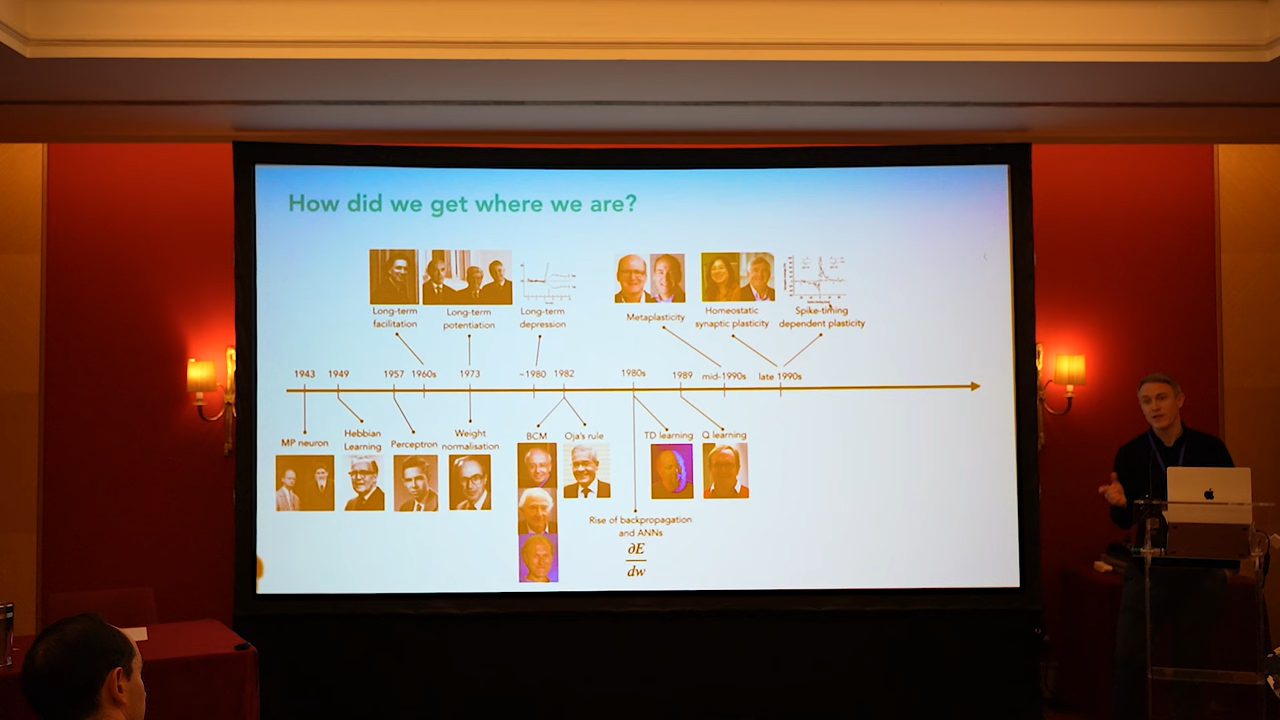 How did we get where we are?
Long-term
facilitation
Long-term
potentiation
Long-term
depression
Metaplasticity
Homeostatic
synaptic plasticity
Spike-timing
dependent plasticity
1943
1949
1957
1960s
1973
~1980
1982
1980s
1989
mid-1990s
late 1990s
MP neuron
Hebbian
Learning
Perceptron
Weight
normalisation
BCM
Oja's rule
TD learning
Q learning
Rise of backpropagation
and ANNs
∂E
dw